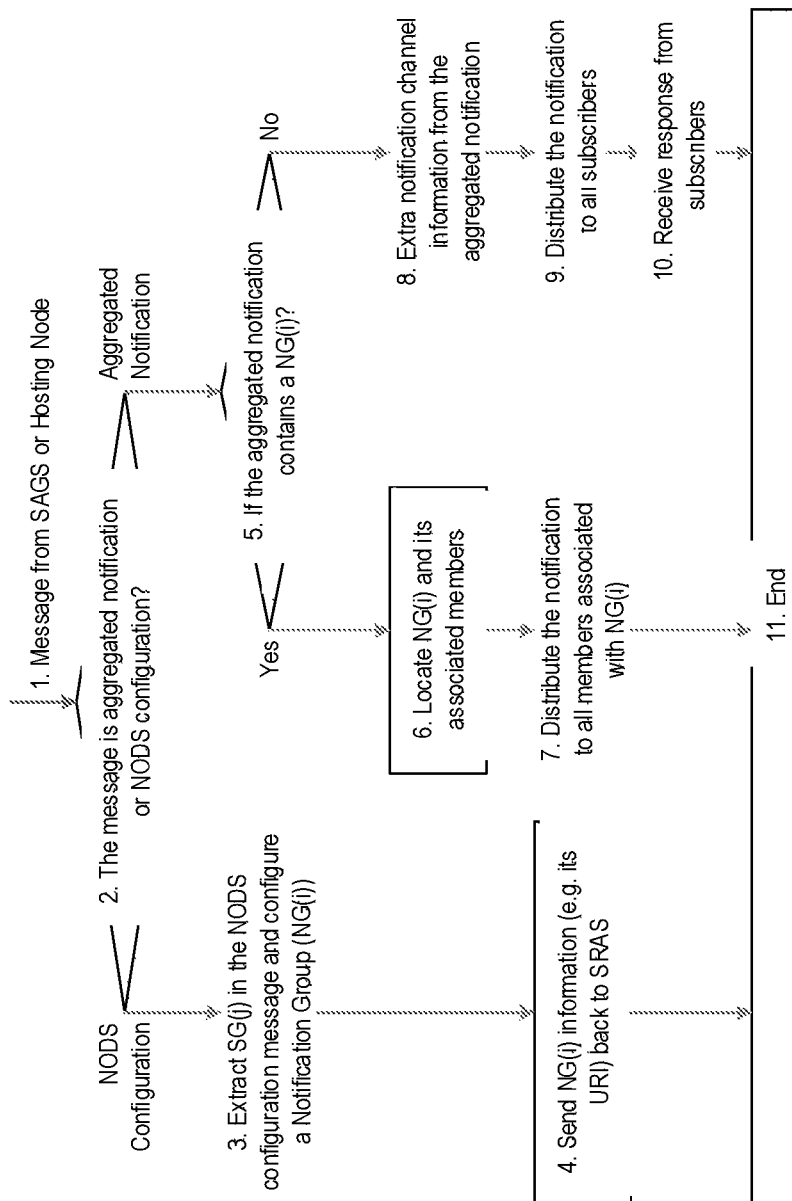 1. Message from SAGS or Hosting Node
2. The message is aggregated notification
or NODS configuration?
NODS
Configuration
Aggregated
Notification
3. Extract SG(j) in the NODS
configuration message and configure
a Notification Group (NG(i))
5. If the aggregated notification
contains a NG(i)?
Yes
No
6. Locate NG(i) and its
associated members
8. Extra notification channel
information from the
aggregated notification
4. Send NG(i) information (e.g. its
URI) back to SRAS
7. Distribute the notification
to all members associated
with NG(i)
9. Distribute the notification
to all subscribers
10. Receive response from
subscribers
11. End